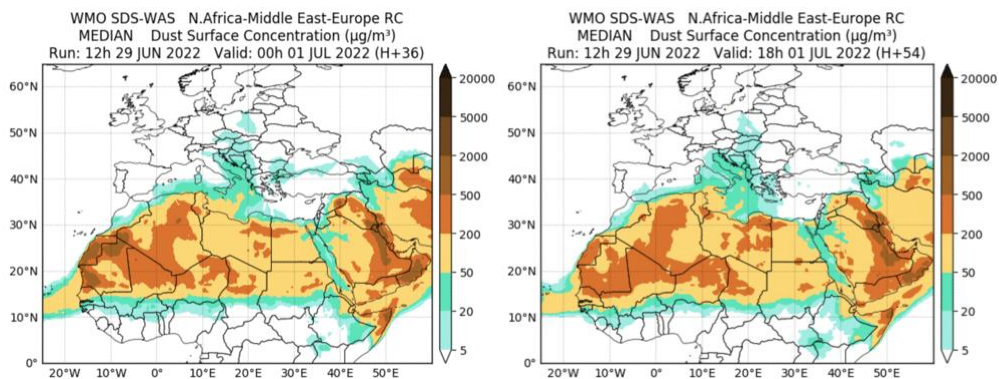 WMO SDS-WAS   N.Africa-Middle East-Europe RC
MEDIAN    Dust Surface Concentration (μg/m³)
Run: 12h 29 JUN 2022   Valid: 00h 01 JUL 2022 (H+36)
60°N
50°N
40°N
30°N
20°N
10°N
0°
20°W
10°W
0°
10°E
20°E
30°E
40°E
50°E
20000
5000
2000
500
200
50
20
5
WMO SDS-WAS   N.Africa-Middle East-Europe RC
MEDIAN    Dust Surface Concentration (μg/m³)
Run: 12h 29 JUN 2022   Valid: 18h 01 JUL 2022 (H+54)
60°N
50°N
40°N
30°N
20°N
10°N
0°
20°W
10°W
0°
10°E
20°E
30°E
40°E
50°E
20000
5000
2000
500
200
50
20
5